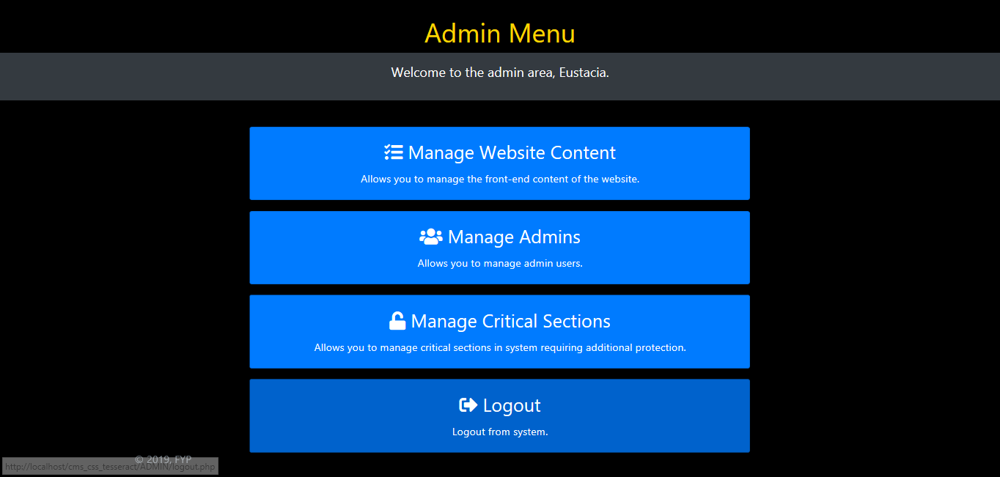 Admin Menu
Welcome to the admin area, Eustacia.
Manage Website Content
Allows you to manage the front-end content of the website.
Manage Admins
Allows you to manage admin users.
Manage Critical Sections
Allows you to manage critical sections in system requiring additional protection.
Logout
Logout from system.
© 2019, FYP
http://localhost/cms_css_tesseract/ADMIN/logout.php